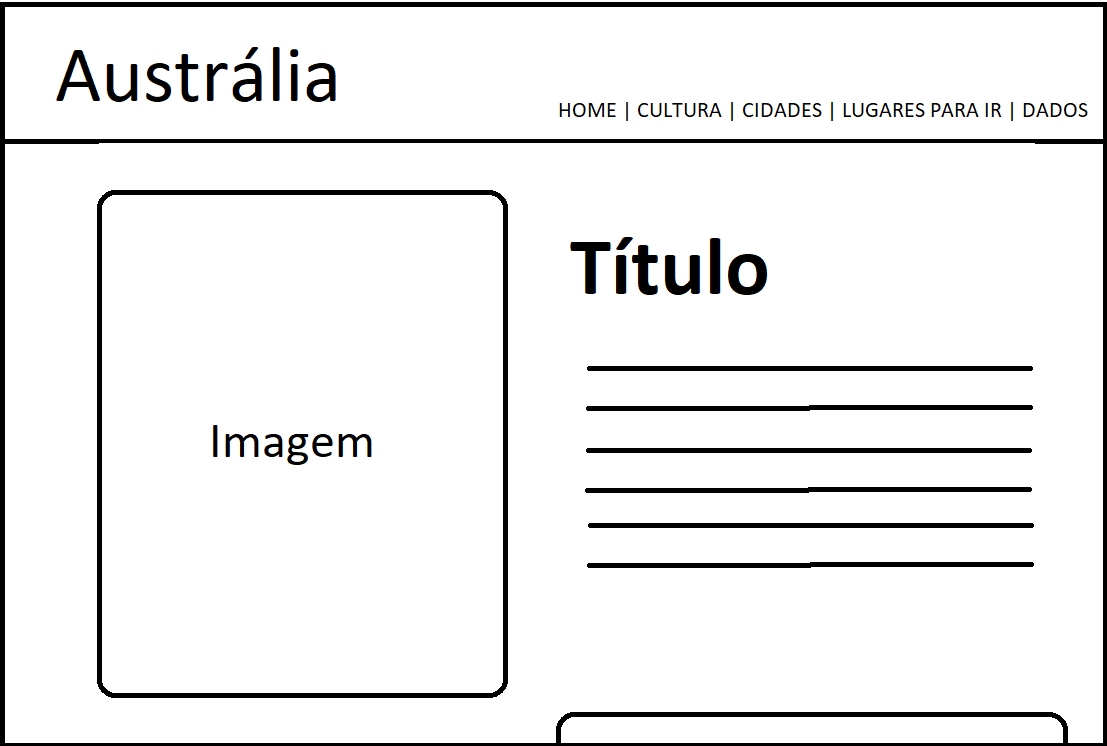 Austrália
HOME | CULTURA | CIDADES | LUGARES PARA IR | DADOS
Título
Imagem